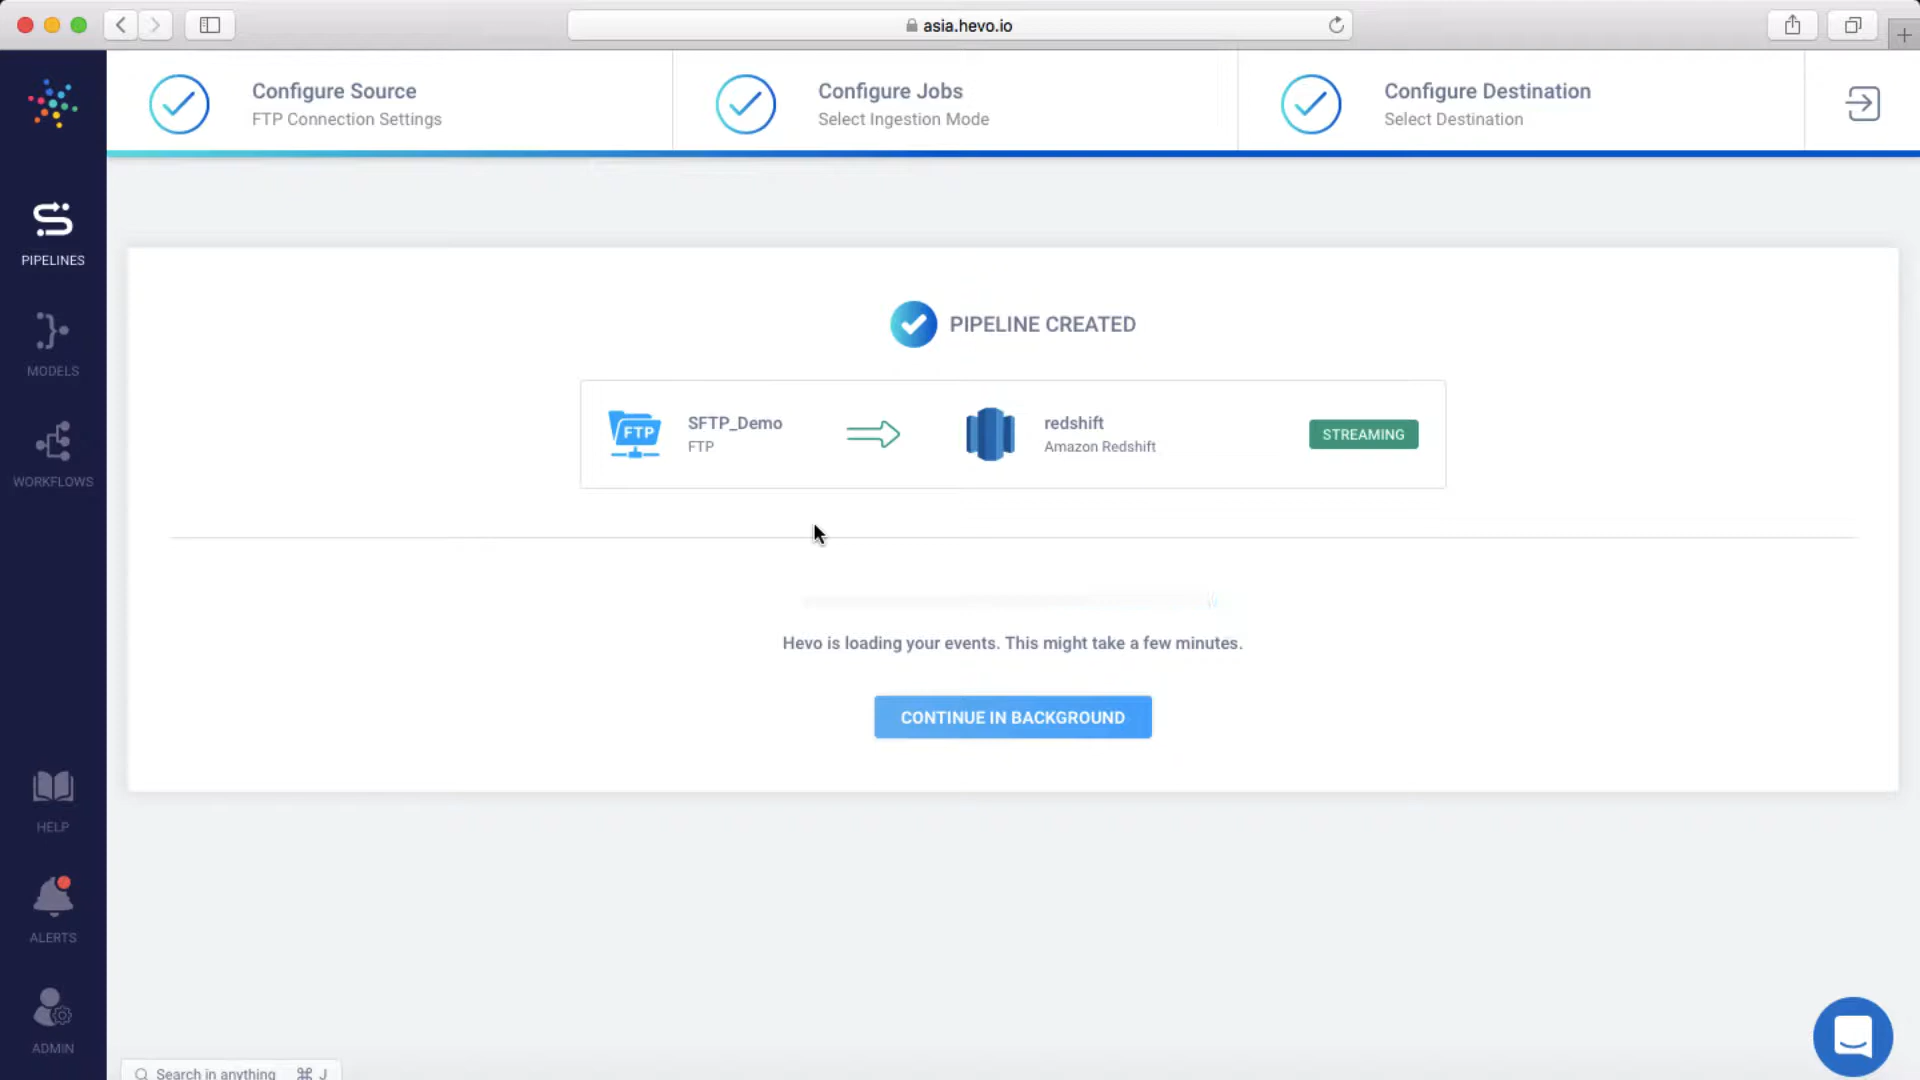 asia.hevo.io
Configure Source
FTP Connection Settings
Configure Jobs
Select Ingestion Mode
Configure Destination
Select Destination
PIPELINES
MODELS
WORKFLOWS
HELP
ALERTS
ADMIN
PIPELINE CREATED
FTP
SFTP_Demo
FTP
redshift
Amazon Redshift
STREAMING
Hevo is loading your events. This might take a few minutes.
CONTINUE IN BACKGROUND
Search in anything ⌘ J